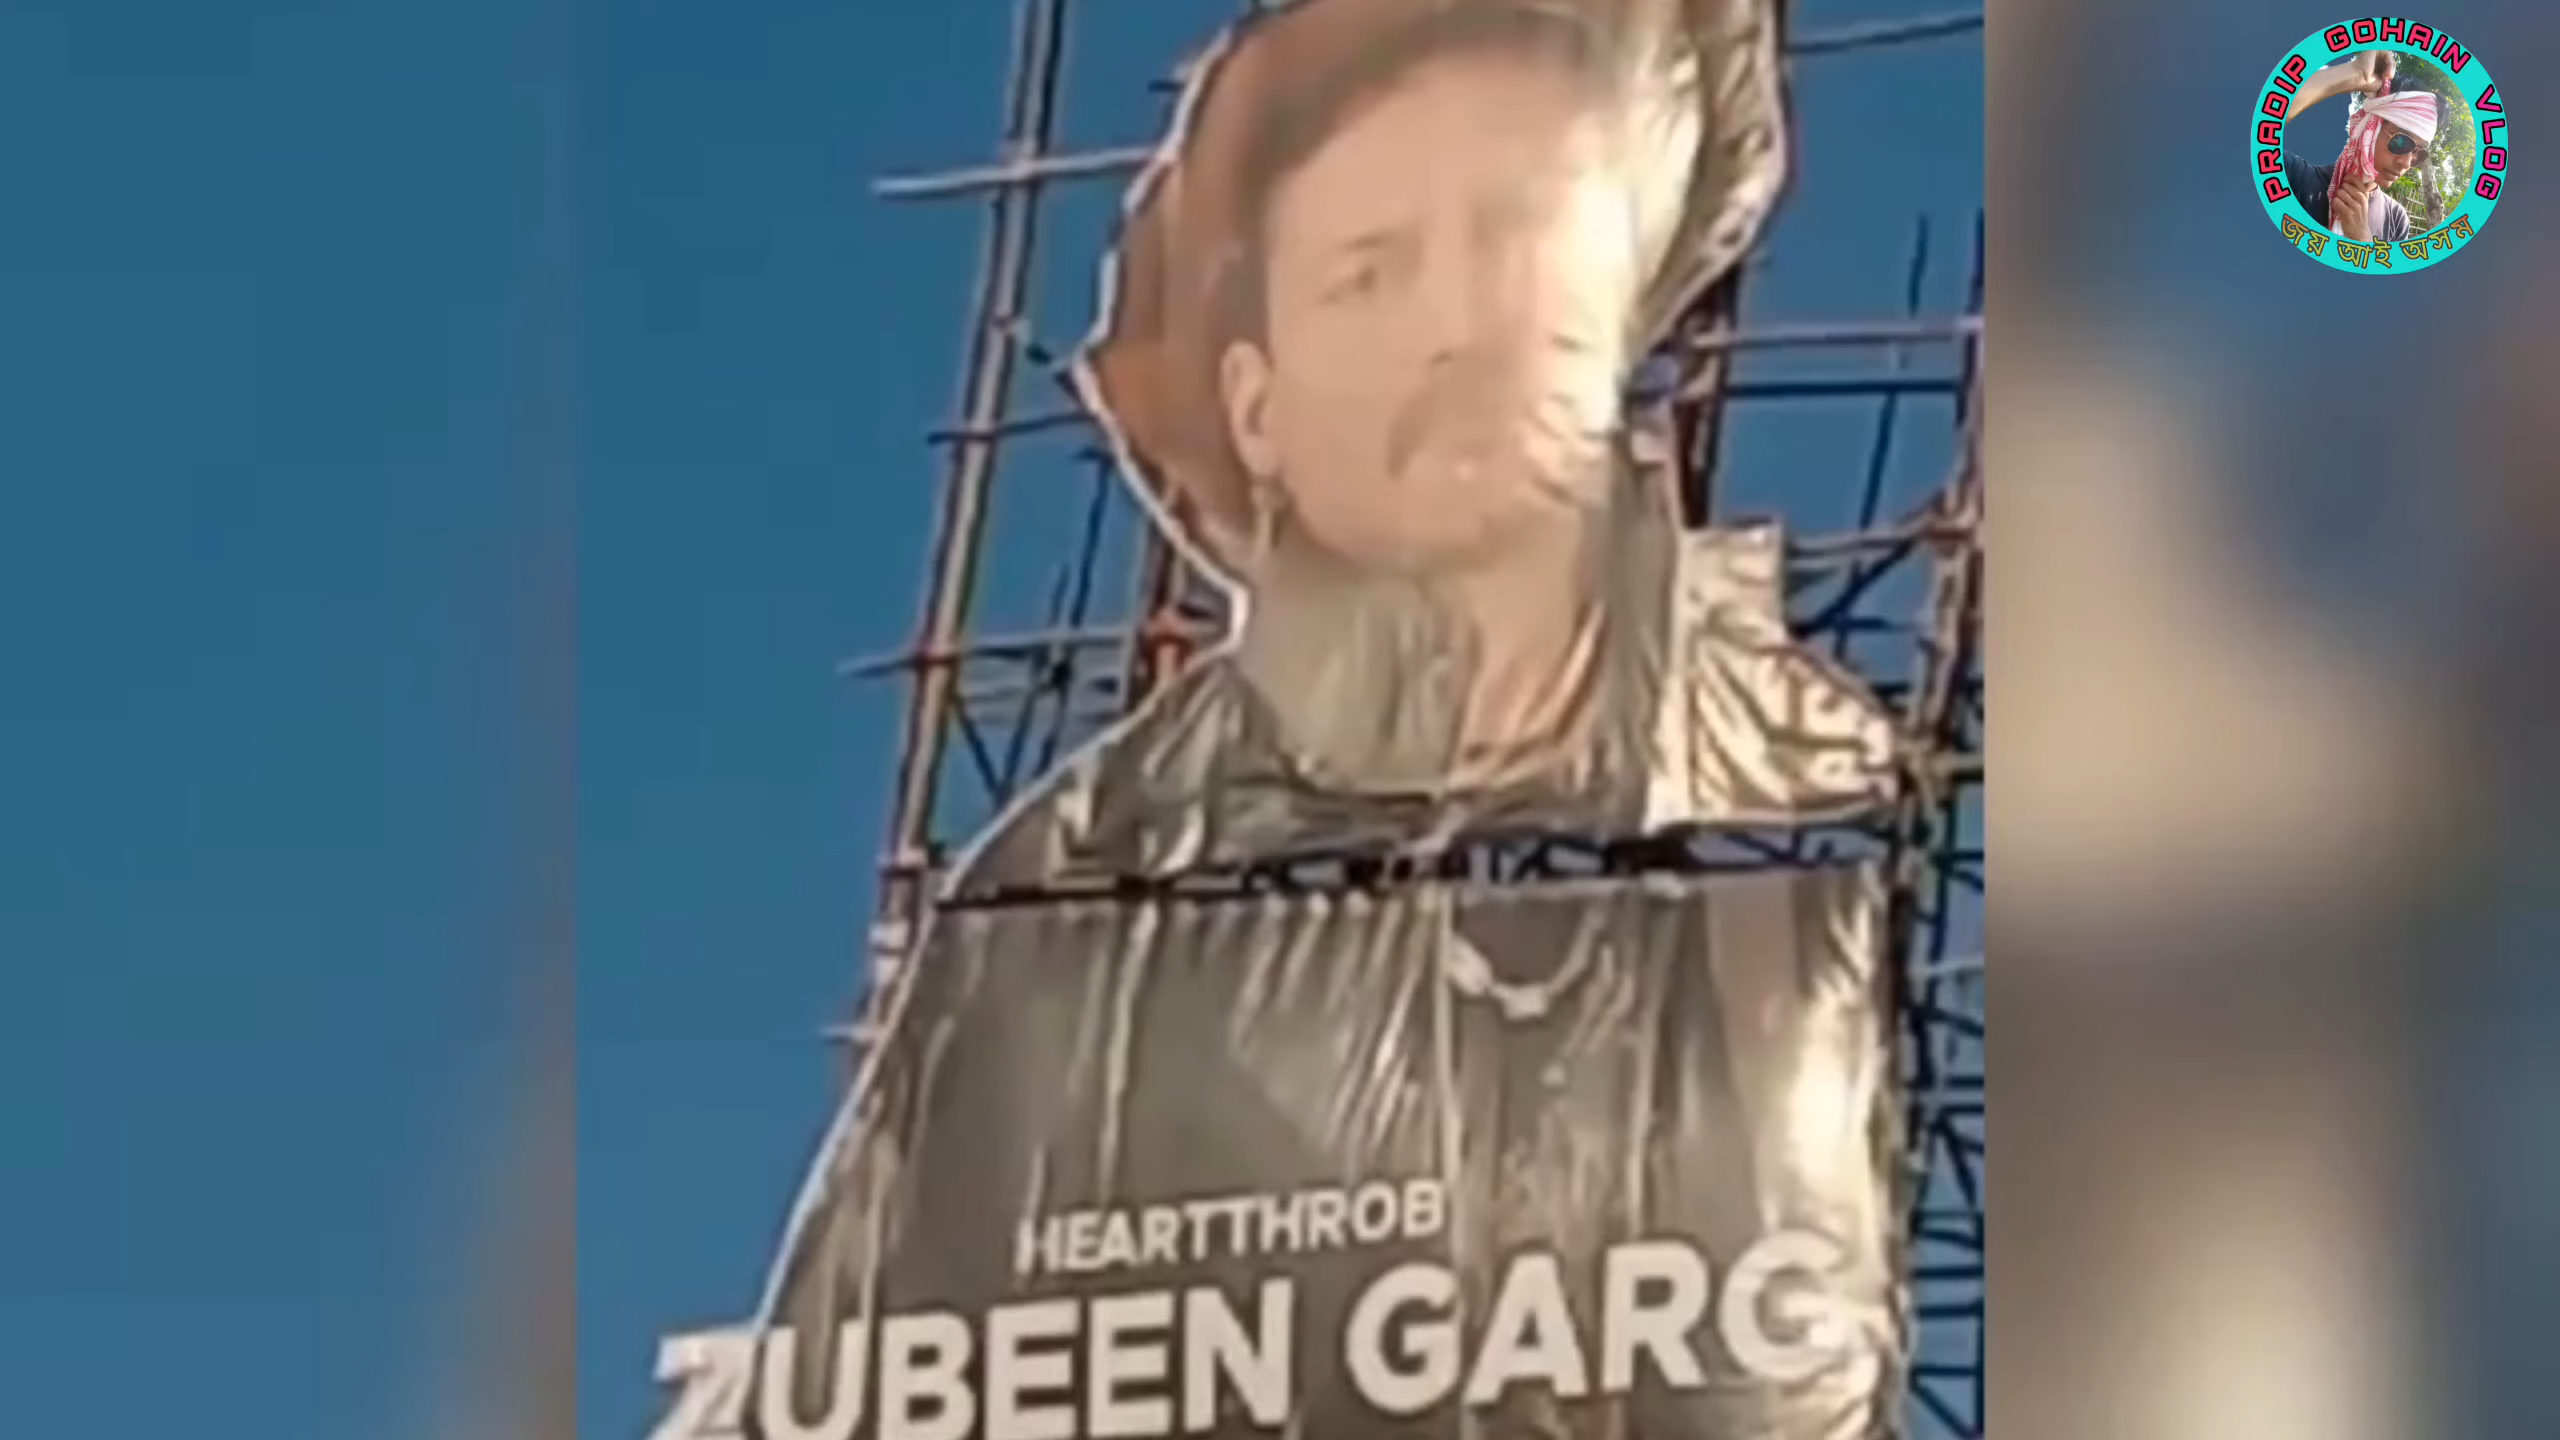 PRADIP GOHAIN VLOG
জয় আই অসম
HEARTTHROB
ZUBEEN GARG